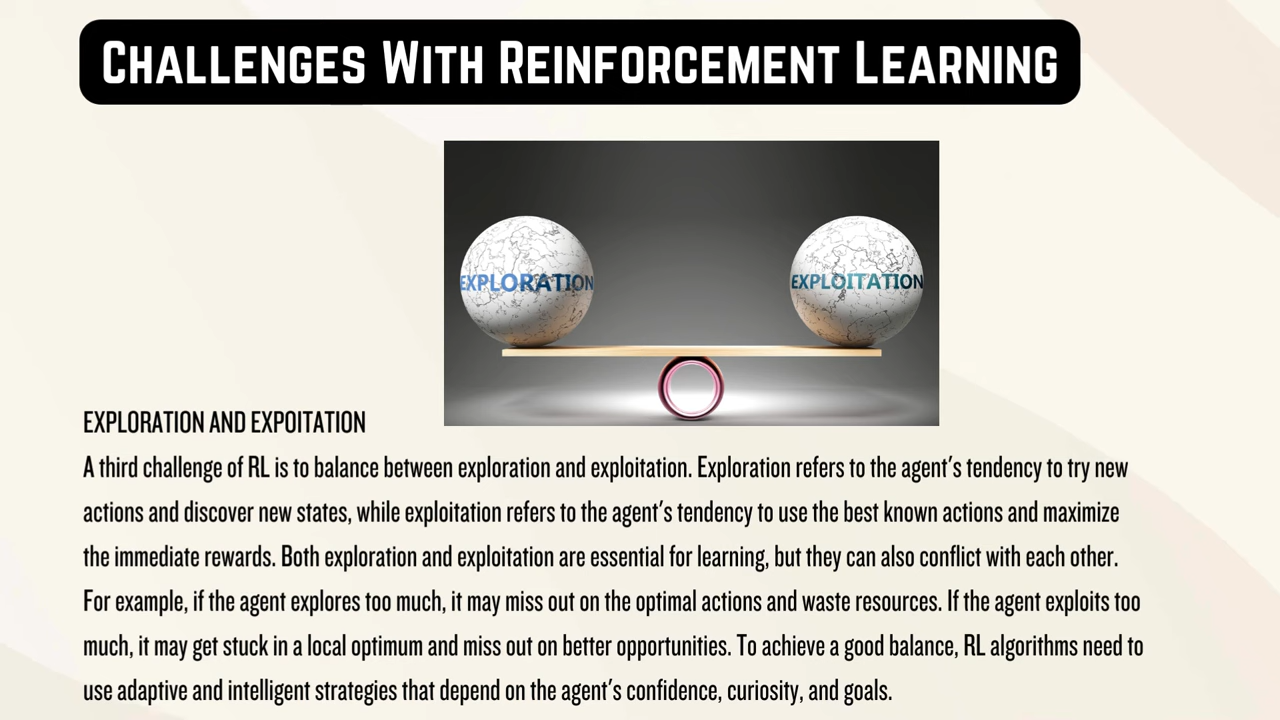 Challenges With Reinforcement Learning
EXPLORATION
EXPLOITATION
EXPLORATION AND EXPOITATION
A third challenge of RL is to balance between exploration and exploitation. Exploration refers to the agent's tendency to try new
actions and discover new states, while exploitation refers to the agent's tendency to use the best known actions and maximize
the immediate rewards. Both exploration and exploitation are essential for learning, but they can also conflict with each other.
For example, if the agent explores too much, it may miss out on the optimal actions and waste resources. If the agent exploits too
much, it may get stuck in a local optimum and miss out on better opportunities. To achieve a good balance, RL algorithms need to
use adaptive and intelligent strategies that depend on the agent's confidence, curiosity, and goals.